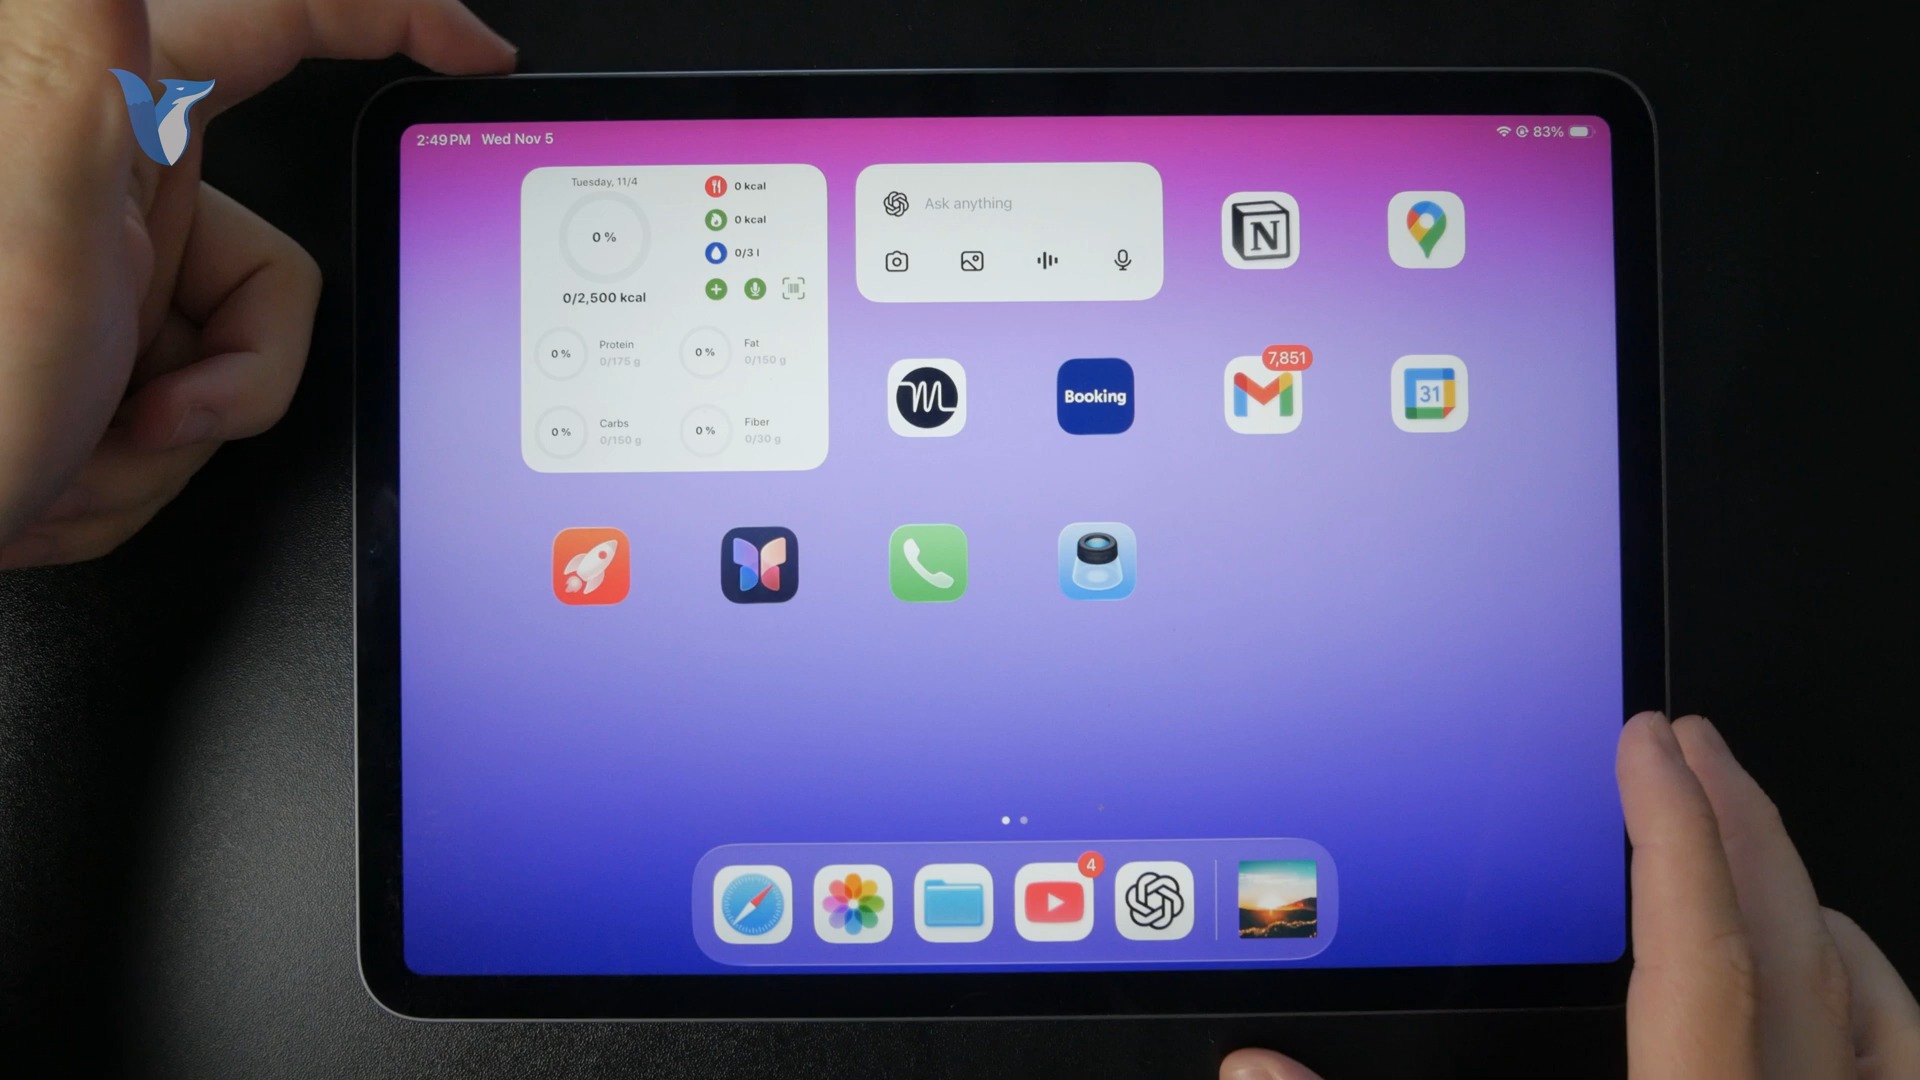 2:49 PM Wed Nov 5
83%
Tuesday, 11/4
0 %
0/2,500 kcal
0 kcal
0 kcal
0/3 l
0 %
Protein
0/175 g
0 %
Fat
0/150 g
0 %
Carbs
0/150 g
0 %
Fiber
0/30 g
Ask anything
N
Booking
7,851
31
4